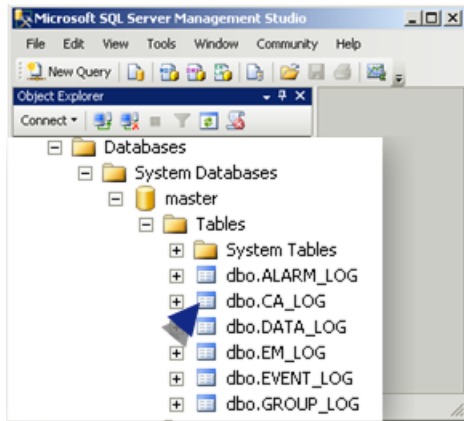 Microsoft SQL Server Management Studio
File Edit View Tools Window Community Help
New Query
Object Explorer
Connect
Databases
System Databases
master
Tables
System Tables
dbo.ALARM_LOG
dbo.CA_LOG
dbo.DATA_LOG
dbo.EM_LOG
dbo.EVENT_LOG
dbo.GROUP_LOG